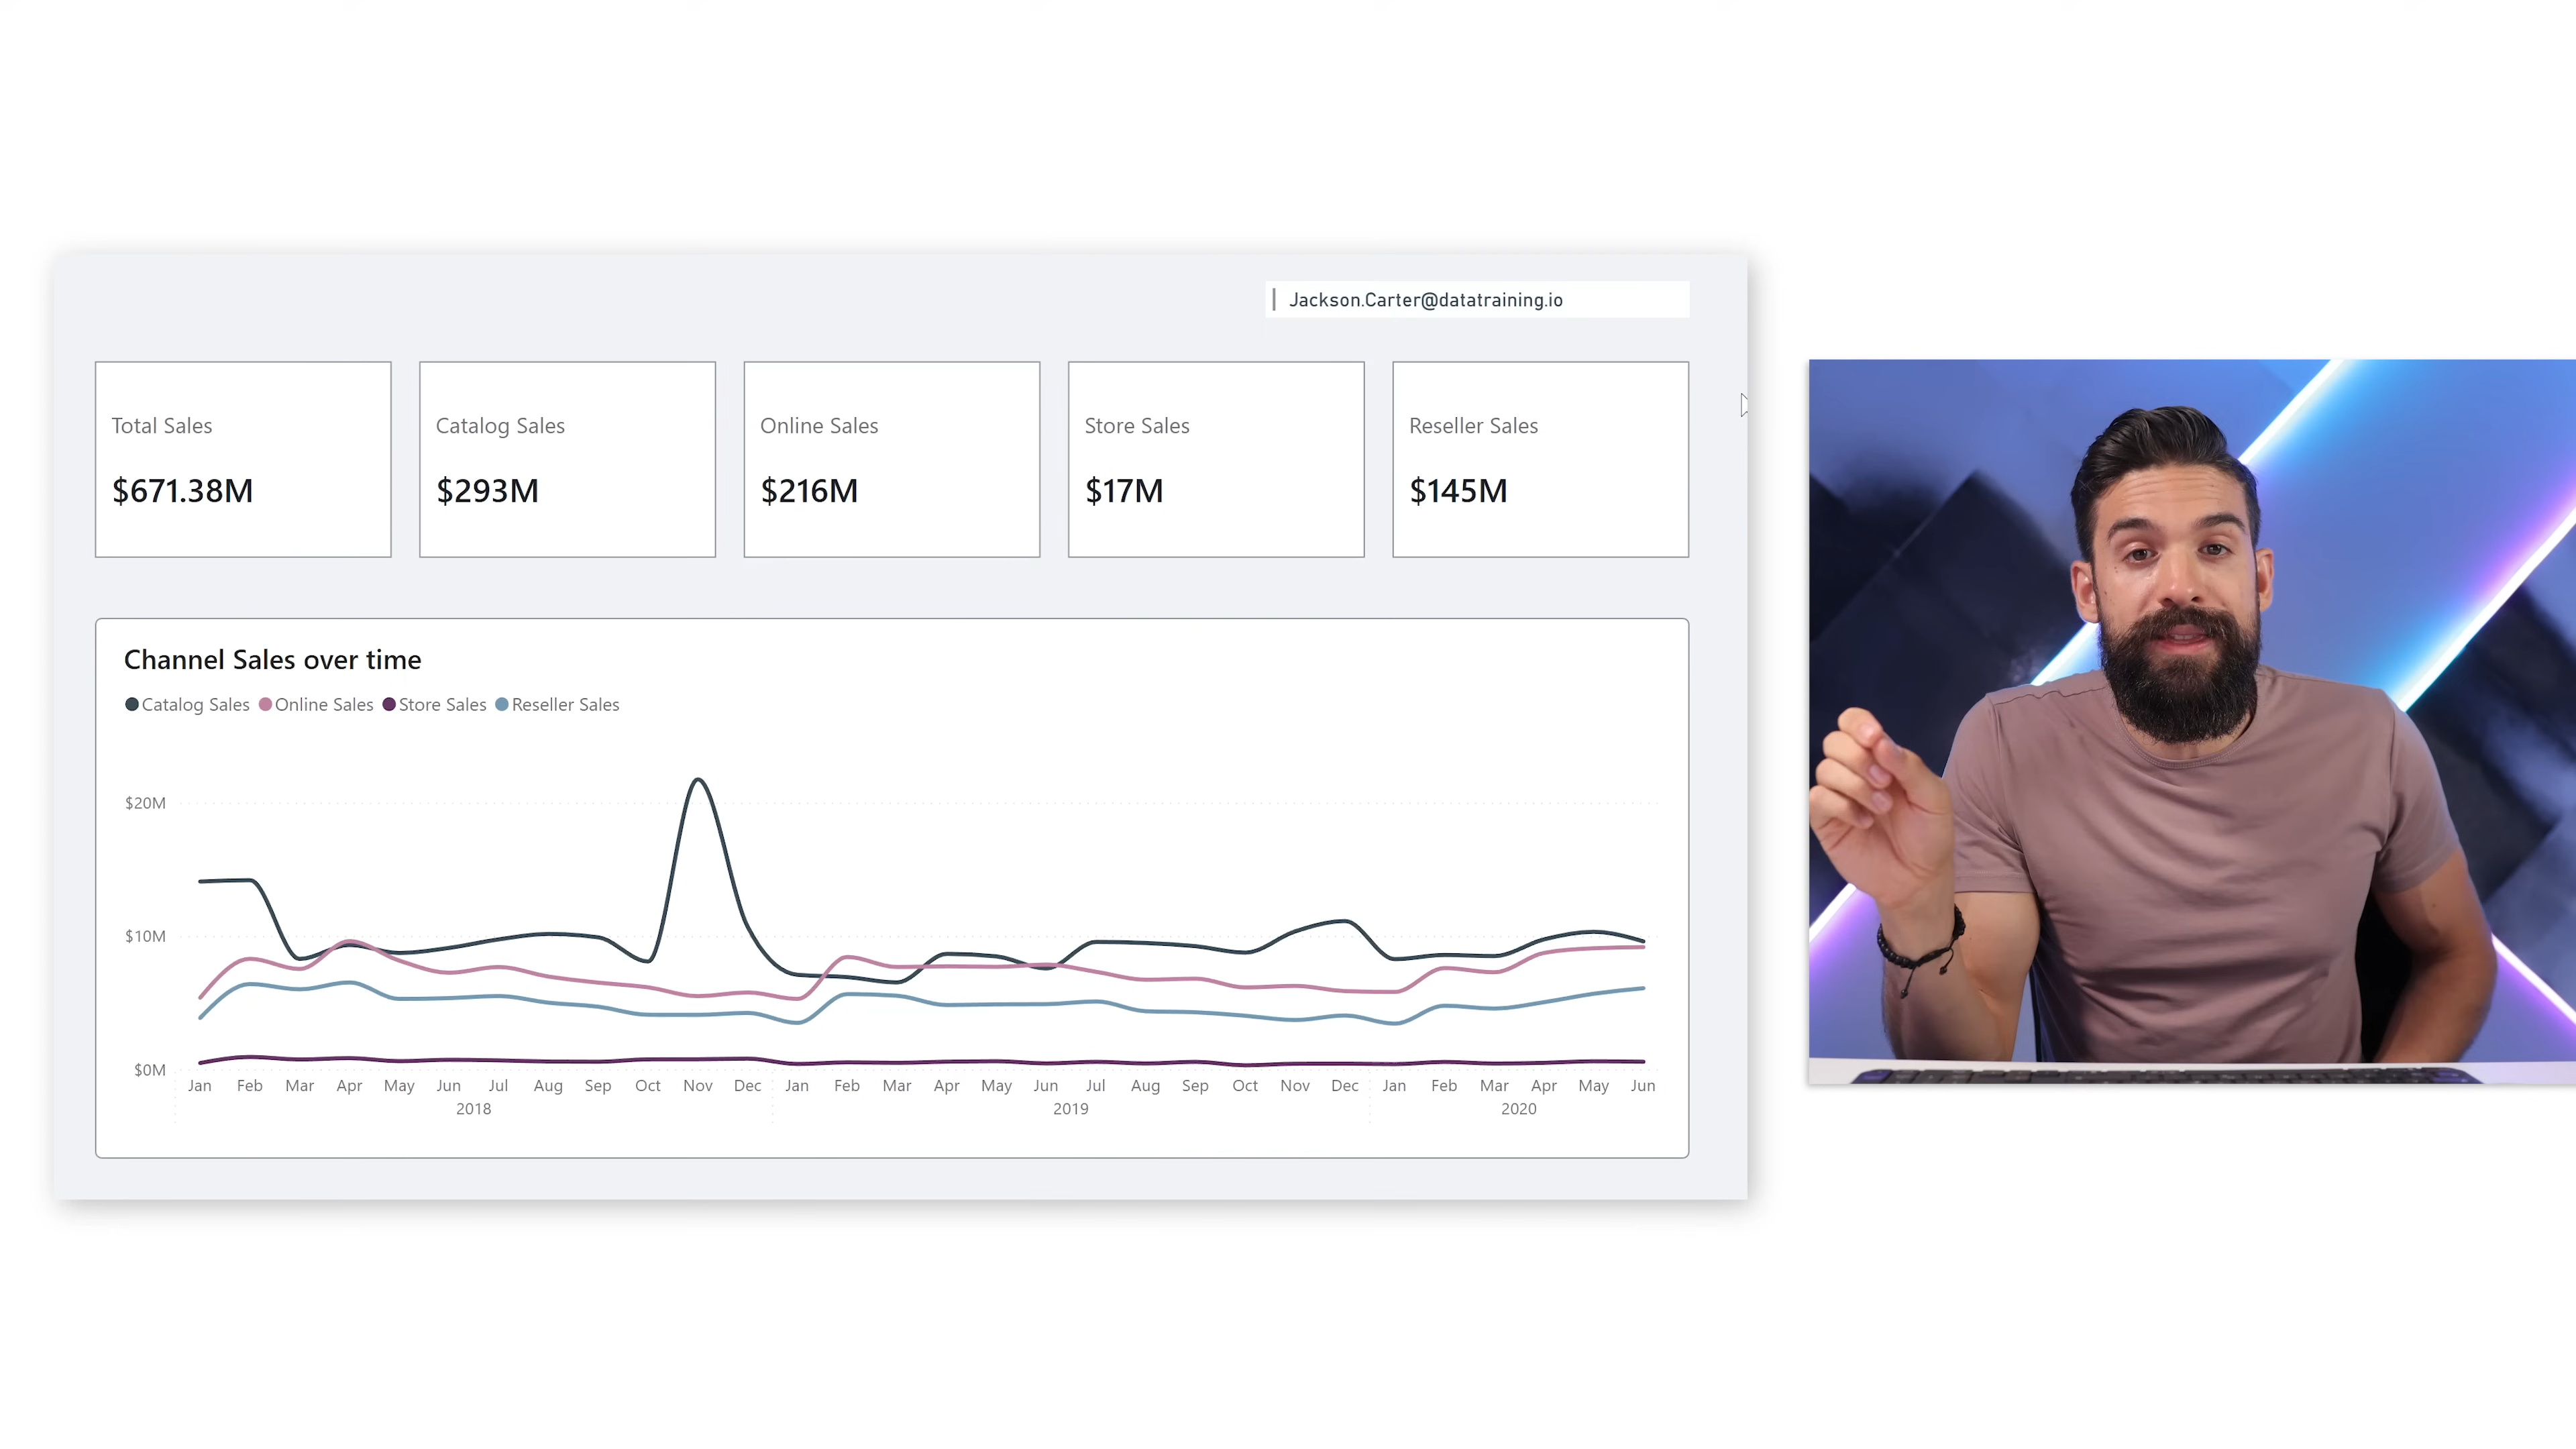 Jackson.Carter@datatraining.io
Total Sales
$671.38M
Catalog Sales
$293M
Online Sales
$216M
Store Sales
$17M
Reseller Sales
$145M
Channel Sales over time
Catalog Sales Online Sales Store Sales Reseller Sales
$20M
$10M
$0M
Jan Feb Mar Apr May Jun Jul Aug Sep Oct Nov Dec Jan Feb Mar Apr May Jun Jul Aug Sep Oct Nov Dec Jan Feb Mar Apr May Jun
2018 2019 2020